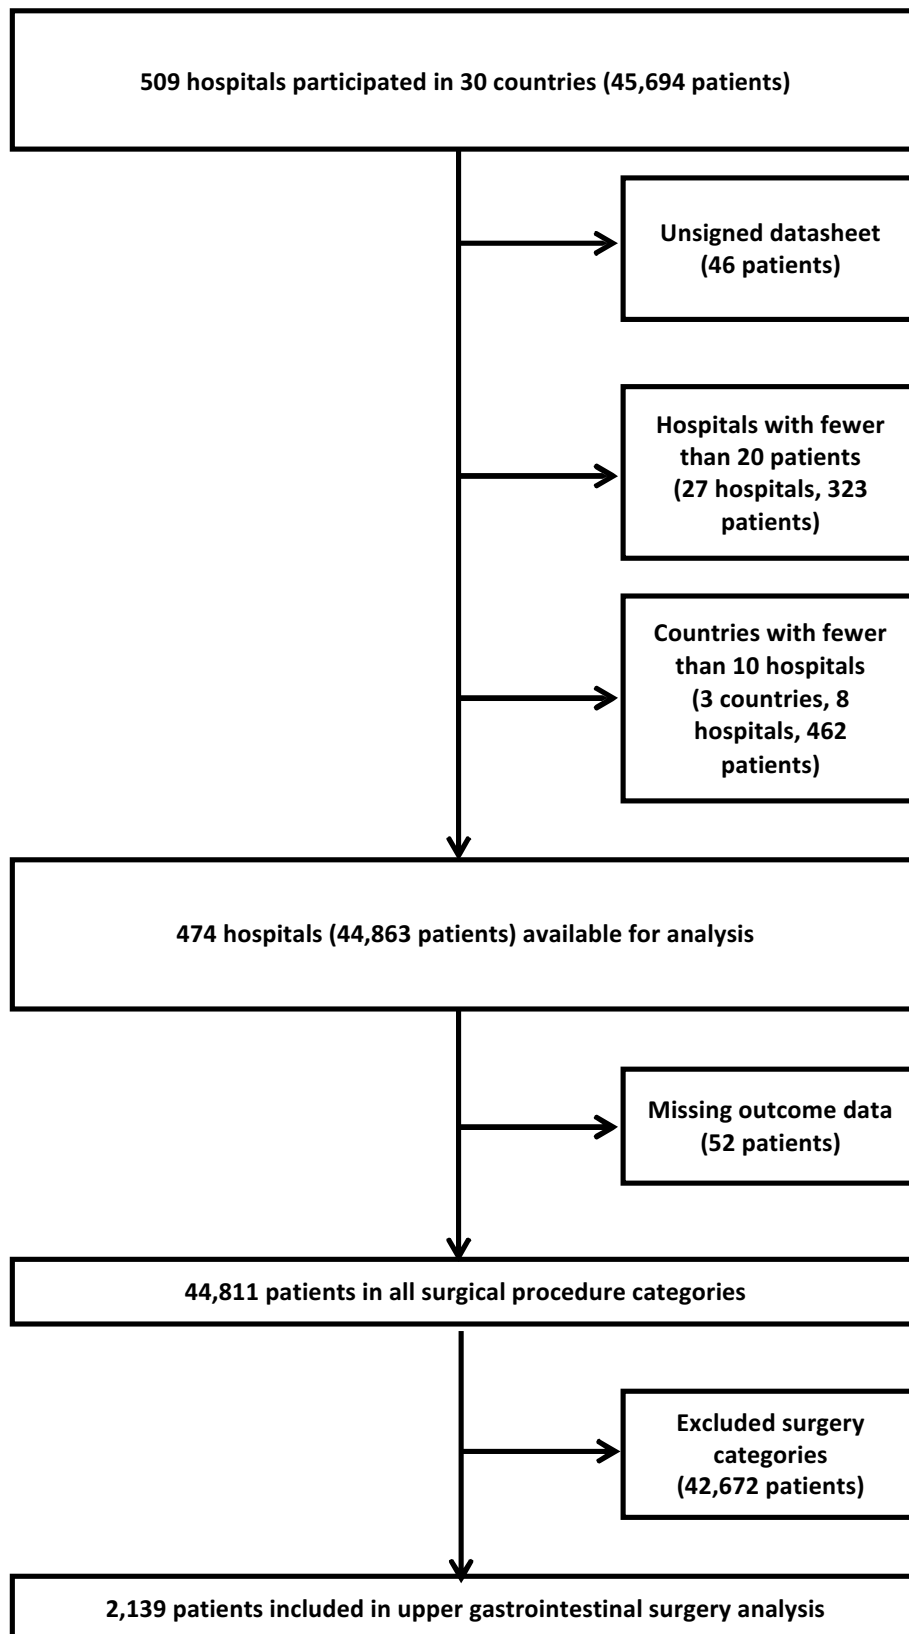 509 hospitals participated in 30 countries (45,694 patients)
Unsigned datasheet
(46 patients)
Hospitals with fewer
than 20 patients
(27 hospitals, 323
patients)
Countries with fewer
than 10 hospitals
(3 countries, 8
hospitals, 462
patients)
474 hospitals (44,863 patients) available for analysis
Missing outcome data
(52 patients)
44,811 patients in all surgical procedure categories
Excluded surgery
categories
(42,672 patients)
2,139 patients included in upper gastrointestinal surgery analysis